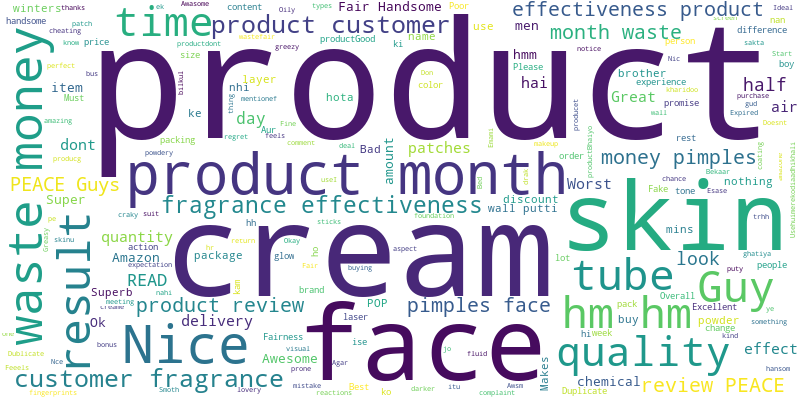 winters
thanks
Awasome
ek
types
Fair Handsome
Poor
effectiveness product
Ideal
Oily
content
patch
handsome
time
product customer
use
men
nan
cheating
name
month waste
difference
know
price
size
productdont
productGood
ki
hmm
Please
person
sakta
Nic
Start
boy
perfect
product
notice
bus
layer
Don
hai
brother
experience
half
item
nhi
thing
mentionef
hota
color
Great
promise
kharidoo
purchase
gud
air
Must
day
Expired
Doesnt
amazing
ke
Aur
Fine
patches
wall
dont
regret
feels
comment
packing
deal
Bad
amount
order
rest
producg
powdery
money
product month
money pimples
PEACE Guys
Worst
Fake
tone
chance
nothing
Bekaar
Super
fragrance effectiveness
discount
wall putti
Esase
pe
craky
suit
sticks
foundation
skin
skinu
quantity
action
hh
Okay
mins
trhh
Greasy
Amazon
package
glow
ho
aspect
tube
look
lot
ghatiya
expectation
return
people
waste
result
READ
nahi
kam
Fair
buying
cream
puty
Guy
brand
Overall
Superb
meeting
product review
POP
pimples face
pack
Excellent
Ok
delivery
laser
hm hm
powder
buy
change
something
Nice
Fairness
ise
hi
week
kind
Dublicate
bonus
visual
jo
fluid
face
quality
effect
Feeels
Nce
Awesome
prone
Agar
hansom
customer fragrance
mistake
Best
ko
darker
itu
Awsm
Makes
chemical
review PEACE
fingerprints
Smoth
lovery
reactions
complaint
Duplicate